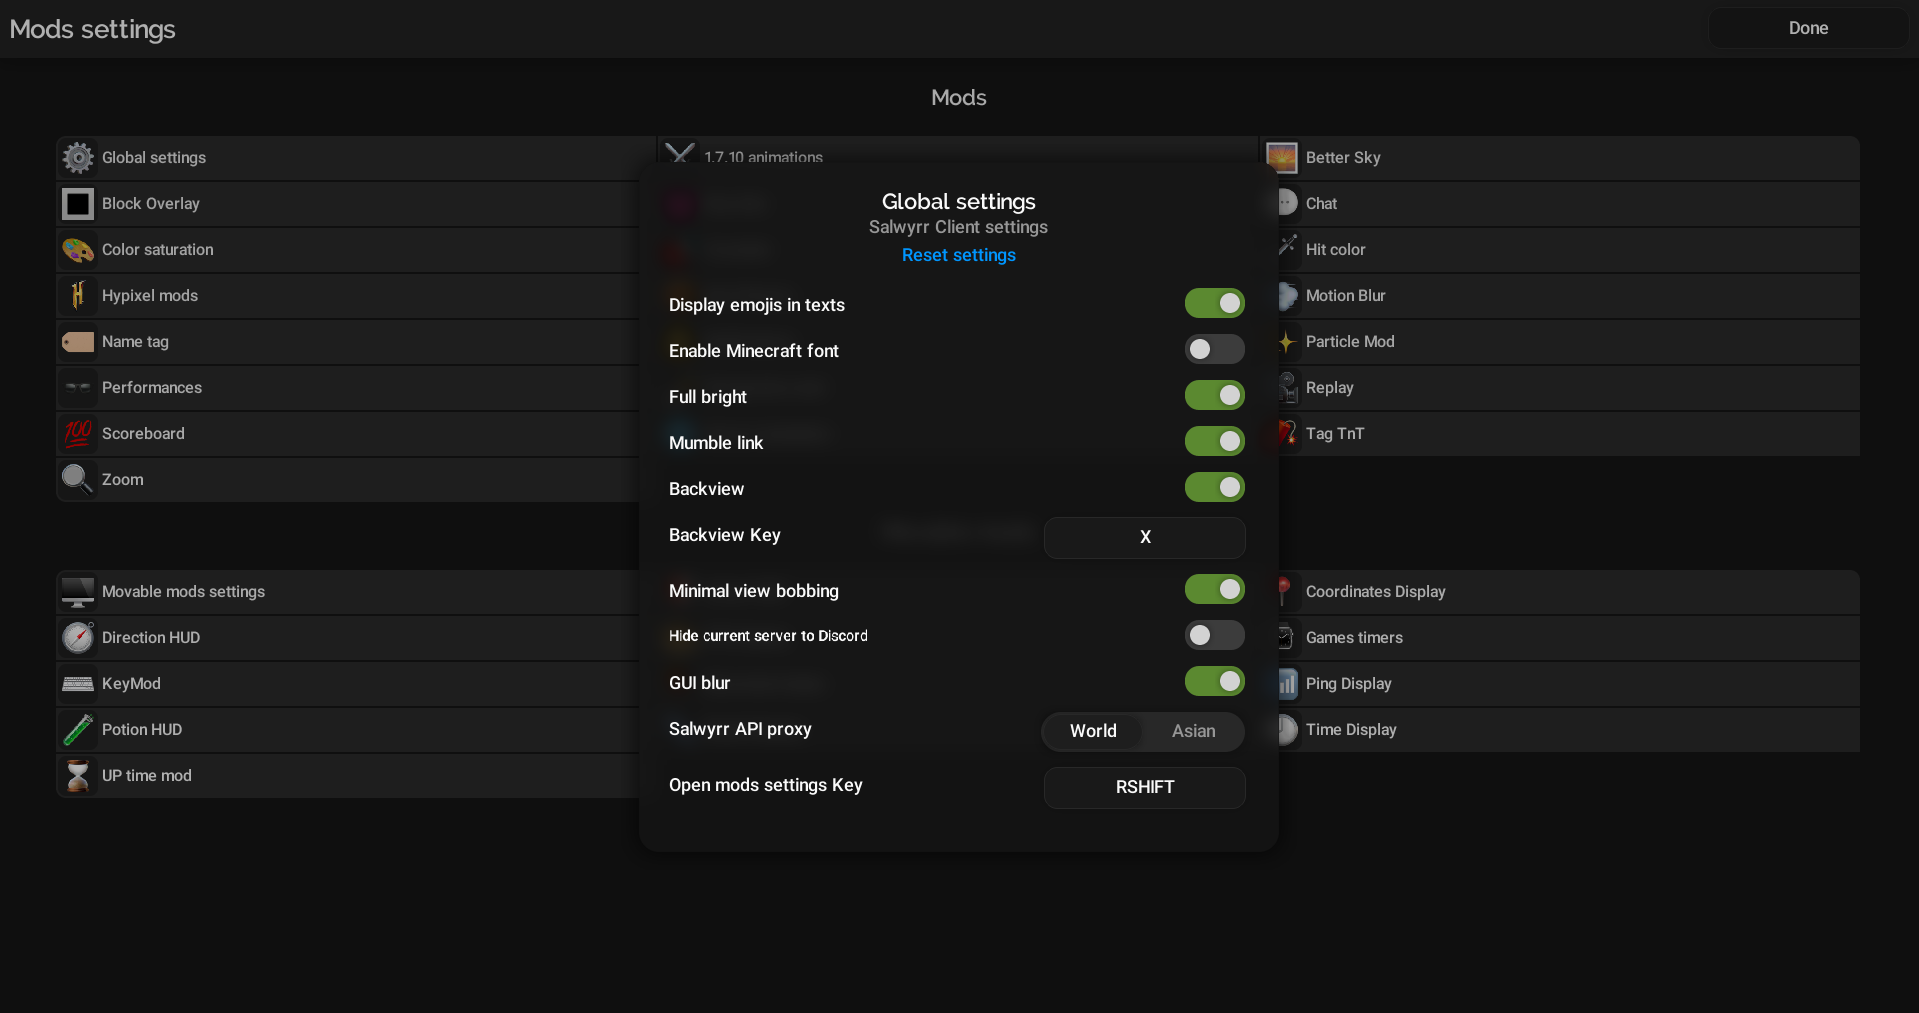 Mods settings
Done
Mods
Global settings
1.7.10 animations
Better Sky
Block Overlay
Chat
Color saturation
Hit color
Hypixel mods
Motion Blur
Name tag
Particle Mod
Performances
Replay
Scoreboard
Tag TnT
Zoom
Movable mods settings
Coordinates Display
Direction HUD
Games timers
KeyMod
Ping Display
Potion HUD
Time Display
UP time mod
Global settings
Salwyrr Client settings
Reset settings
Display emojis in texts
Enable Minecraft font
Full bright
Mumble link
Backview
Backview Key
X
Minimal view bobbing
Hide current server to Discord
GUI blur
Salwyrr API proxy
World
Asian
Open mods settings Key
RSHIFT